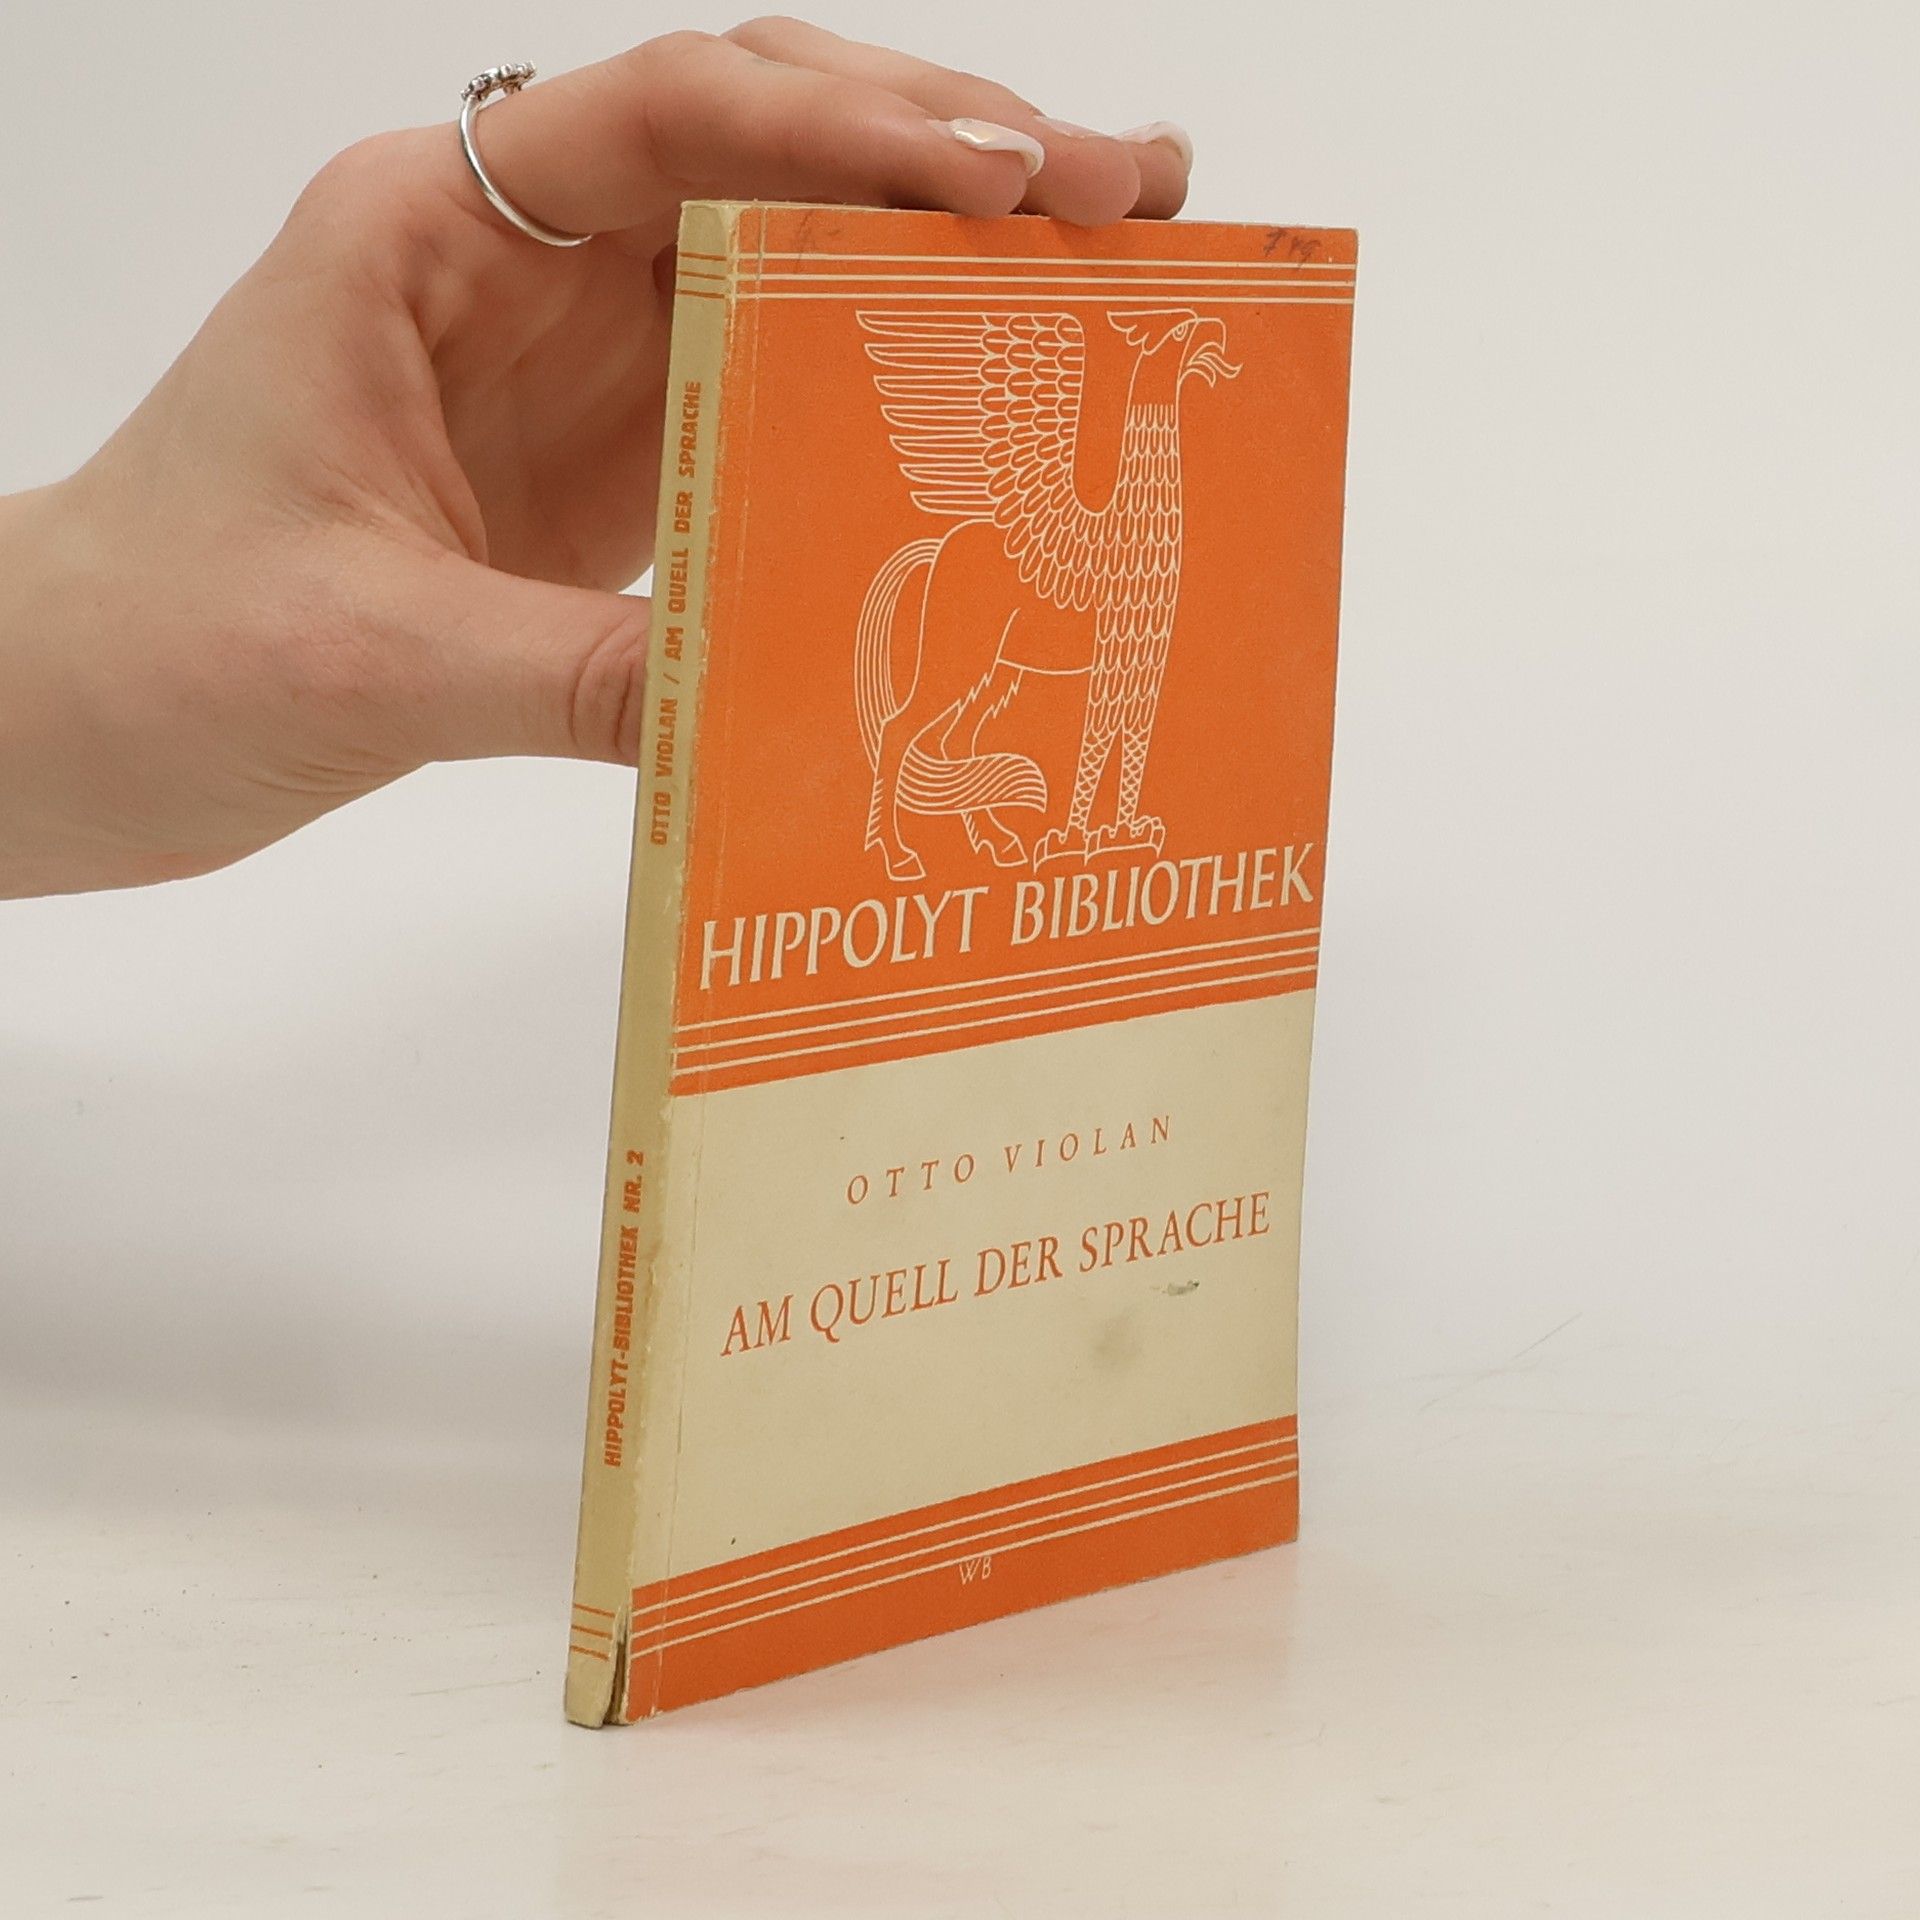 HIPPOLYT BIBLIOTHEK
OTTO VIOLAN
AM QUELL DER SPRACHE
WB
OTTO VIOLAN / AM QUELL DER SPRACHE
HIPPOLYT-BIBLIOTHEK NR. 2